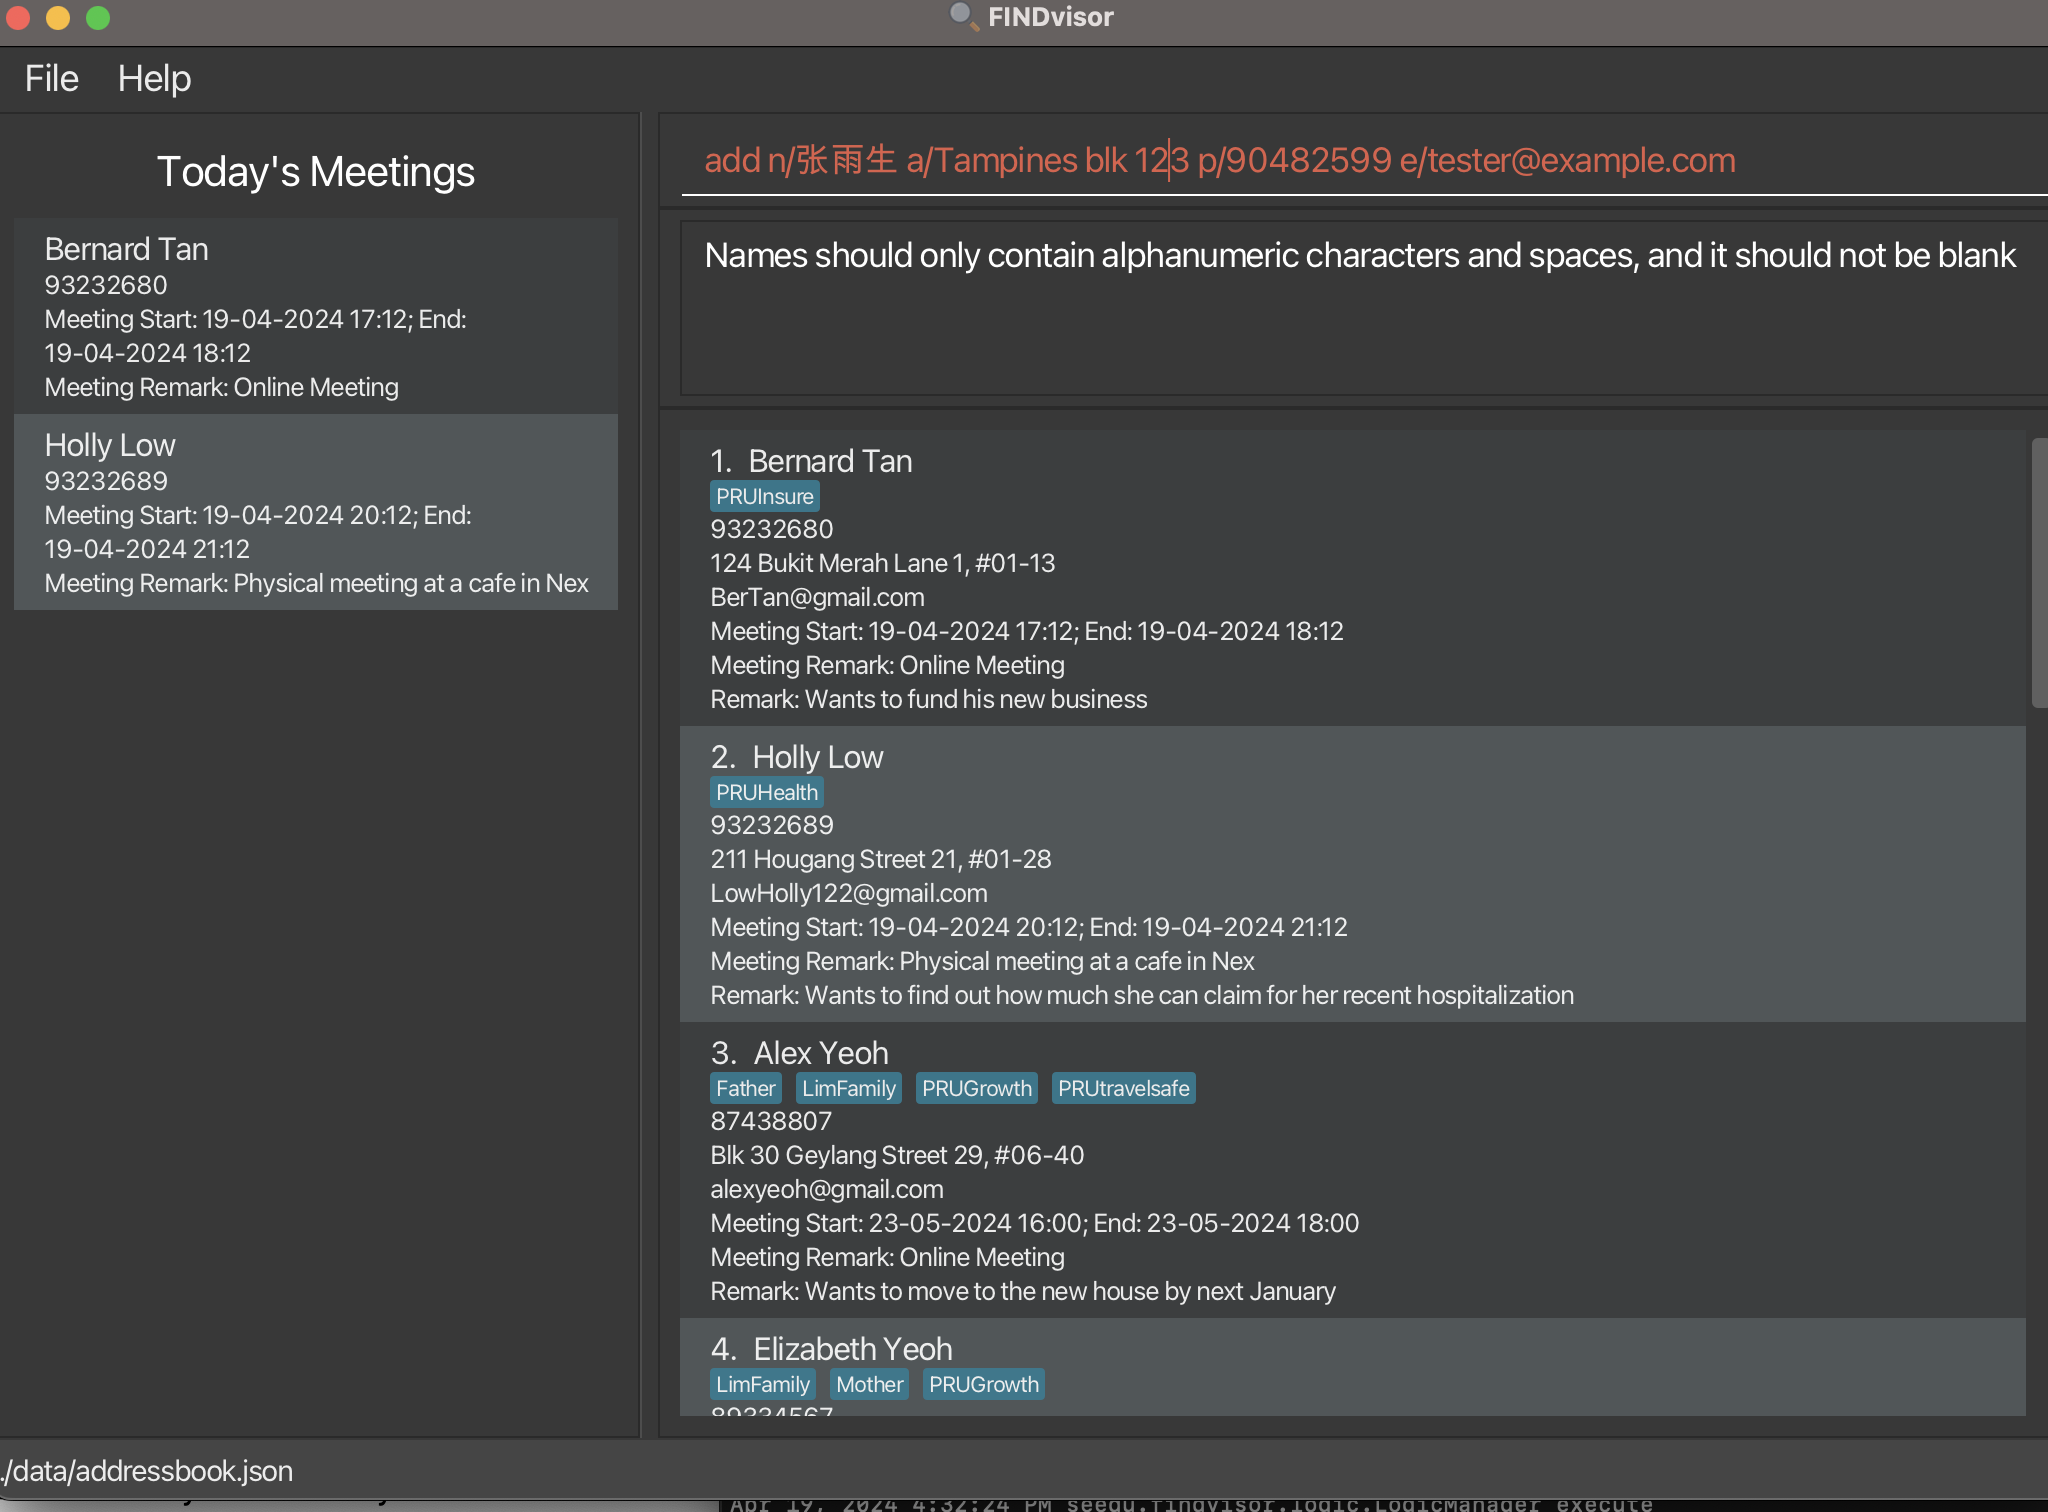 FINDvisor
File Help
Today's Meetings
Bernard Tan
93232680
Meeting Start: 19-04-2024 17:12; End:
19-04-2024 18:12
Meeting Remark: Online Meeting
Holly Low
93232689
Meeting Start: 19-04-2024 20:12; End:
19-04-2024 21:12
Meeting Remark: Physical meeting at a cafe in Nex
add n/张雨生 a/Tampines blk 123 p/90482599 e/tester@example.com
Names should only contain alphanumeric characters and spaces, and it should not be blank
1. Bernard Tan
PRUInsure
93232680
124 Bukit Merah Lane 1, #01-13
BerTan@gmail.com
Meeting Start: 19-04-2024 17:12; End: 19-04-2024 18:12
Meeting Remark: Online Meeting
Remark: Wants to fund his new business
2. Holly Low
PRUHealth
93232689
211 Hougang Street 21, #01-28
LowHolly122@gmail.com
Meeting Start: 19-04-2024 20:12; End: 19-04-2024 21:12
Meeting Remark: Physical meeting at a cafe in Nex
Remark: Wants to find out how much she can claim for her recent hospitalization
3. Alex Yeoh
Father LimFamily PRUGrowth PRUtravelsafe
87438807
Blk 30 Geylang Street 29, #06-40
alexyeoh@gmail.com
Meeting Start: 23-05-2024 16:00; End: 23-05-2024 18:00
Meeting Remark: Online Meeting
Remark: Wants to move to the new house by next January
4. Elizabeth Yeoh
LimFamily Mother PRUGrowth
./data/addressbook.json
Apr 19, 2024 4:32:24 PM seedu.findvisor.logic.LogicManager execute